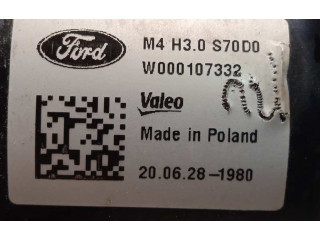 Ford
M4 H3.0 S70D0
W000107332
Valeo
Made in Poland
20.06.28-1980